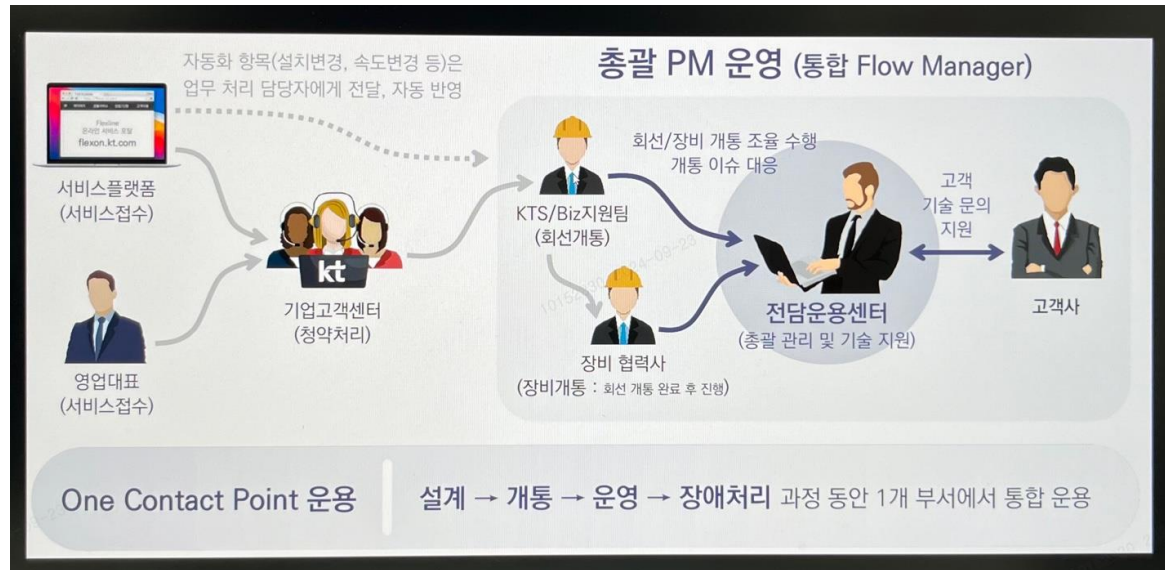 자동화 항목(설치변경, 속도변경 등)은
업무 처리 담당자에게 전달, 자동 반영
총괄 PM 운영 (통합 Flow Manager)
Flexline
온라인 서비스 포탈
flexon.kt.com
서비스플랫폼
(서비스접수)
영업대표
(서비스접수)
kt
기업고객센터
(청약처리)
KTS/Biz지원팀
(회선개통)
장비 협력사
(장비개통 : 회선 개통 완료 후 진행)
회선/장비 개통 조율 수행
개통 이슈 대응
전담운용센터
(총괄 관리 및 기술 지원)
고객
기술 문의
지원
고객사
One Contact Point 운용
설계 → 개통 → 운영 → 장애처리 과정 동안 1개 부서에서 통합 운용